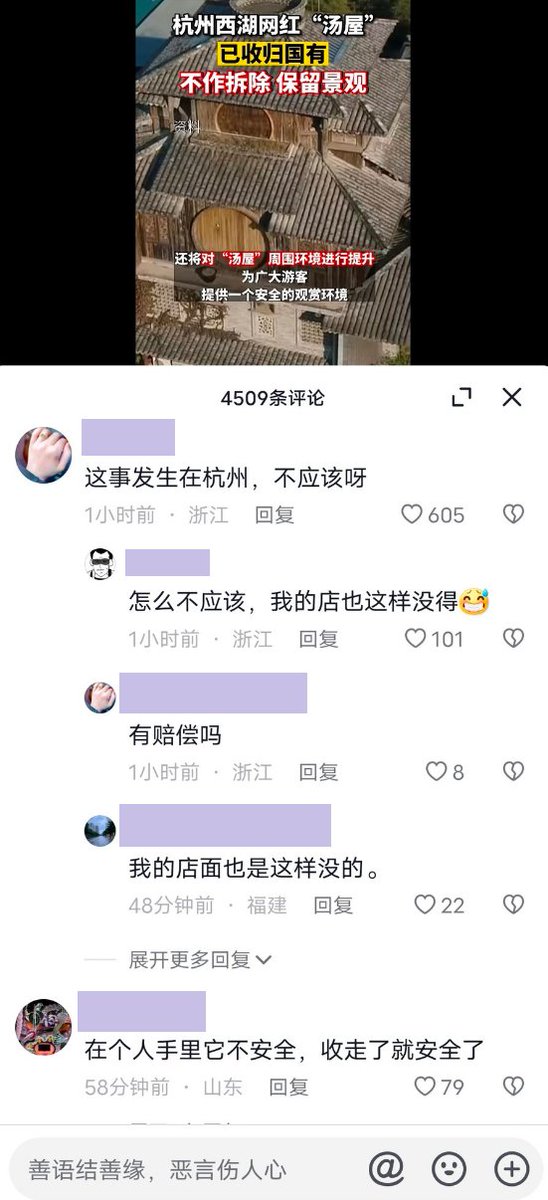 杭州西湖网红“汤屋”
已收归国有
不作拆除 保留景观
资料
还将对“汤屋”周围环境进行提升
为广大游客
提供一个安全的观赏环境
4509条评论
这事发生在杭州，不应该呀
1小时前 · 浙江 回复 605
怎么不应该，我的店也这样没得😅
1小时前 · 浙江 回复 101
有赔偿吗
1小时前 · 浙江 回复 8
我的店面也是这样没的。
48分钟前 · 福建 回复 22
展开更多回复
在个人手里它不安全，收走了就安全了
58分钟前 · 山东 回复 79
善语结善缘，恶言伤人心